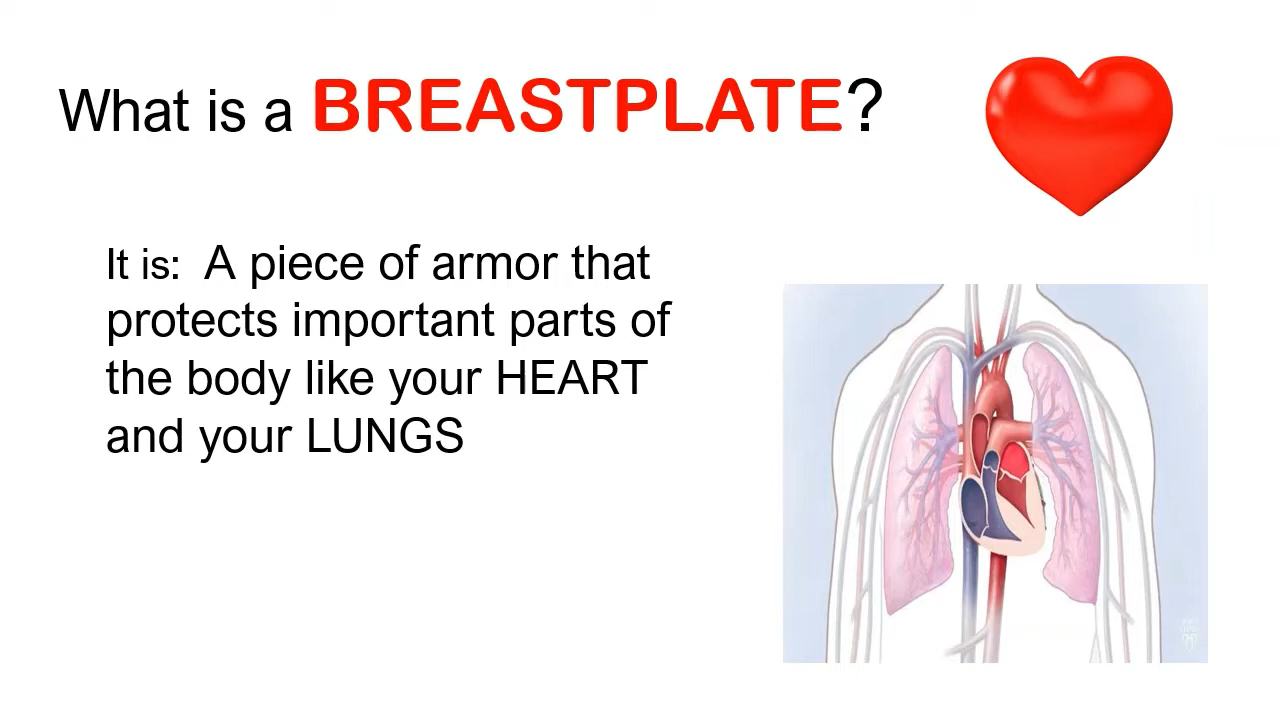 What is a BREASTPLATE?
It is: A piece of armor that
protects important parts of
the body like your HEART
and your LUNGS